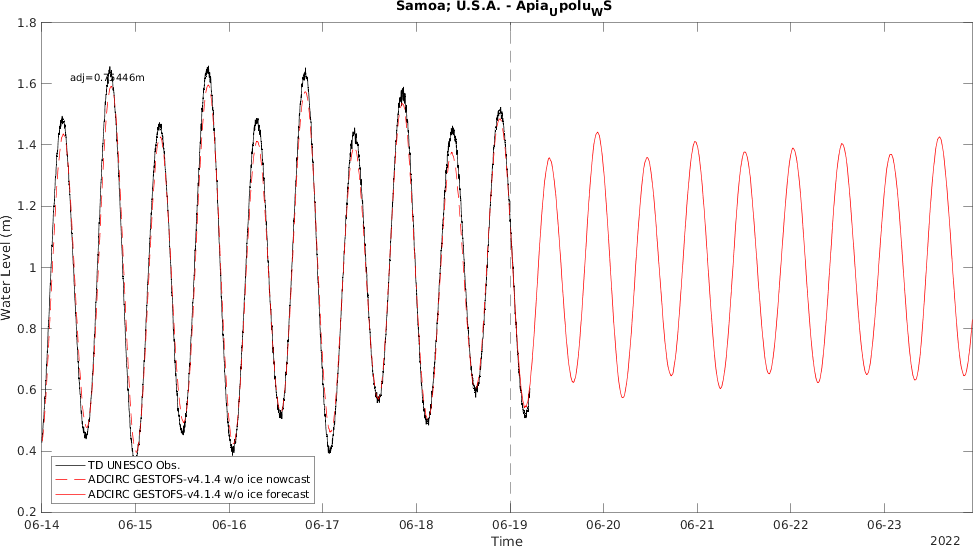 Samoa; U.S.A. - ApiaUpoluWS
adj=0.75446m
1.8
1.6
1.4
1.2
1
0.8
0.6
0.4
0.2
Water Level (m)
TD UNESCO Obs.
ADCIRC GESTOFS-v4.1.4 w/o ice nowcast
ADCIRC GESTOFS-v4.1.4 w/o ice forecast
06-14 06-15 06-16 06-17 06-18 06-19 06-20 06-21 06-22 06-23
Time
2022